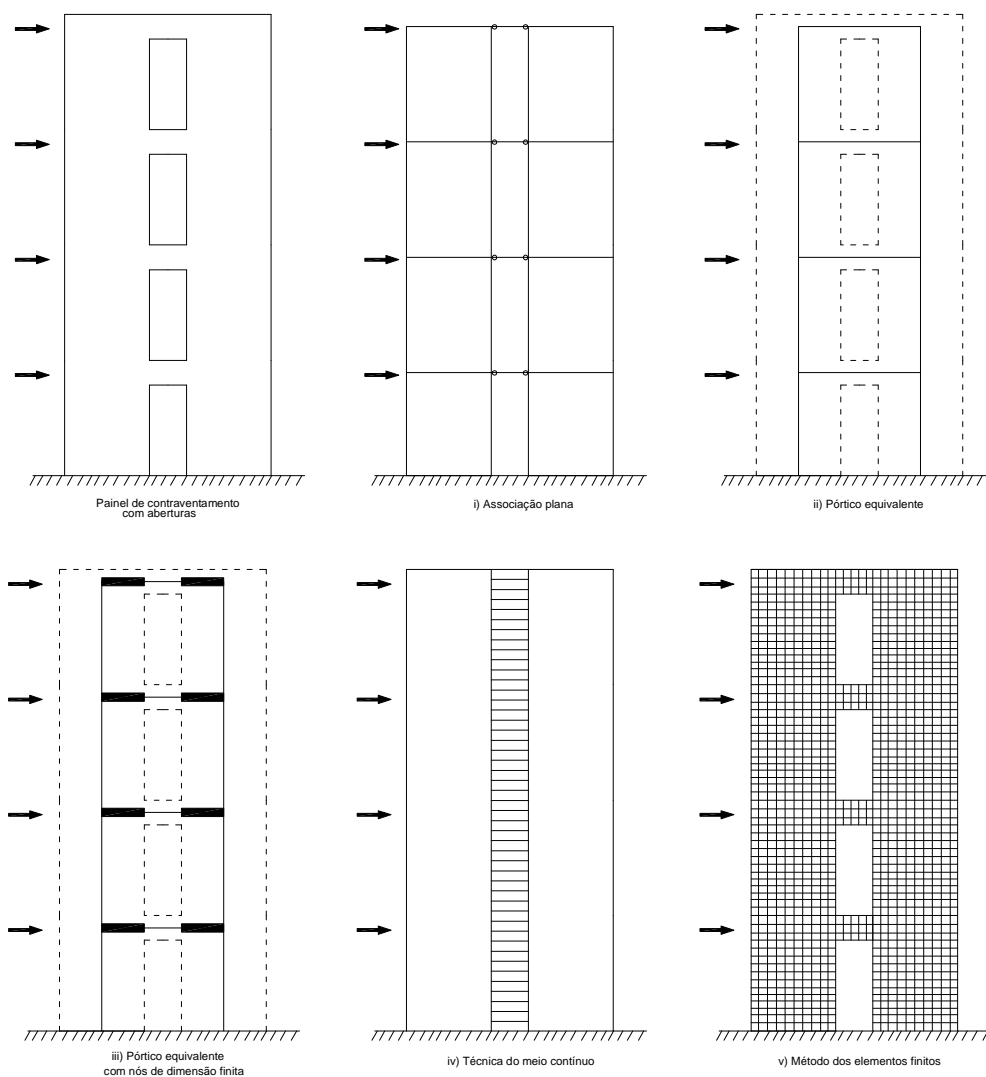 Painel de contraventamento
com aberturas
i) Associação plana
ii) Pórtico equivalente
iii) Pórtico equivalente
com nós de dimensão finita
iv) Técnica do meio contínuo
v) Método dos elementos finitos